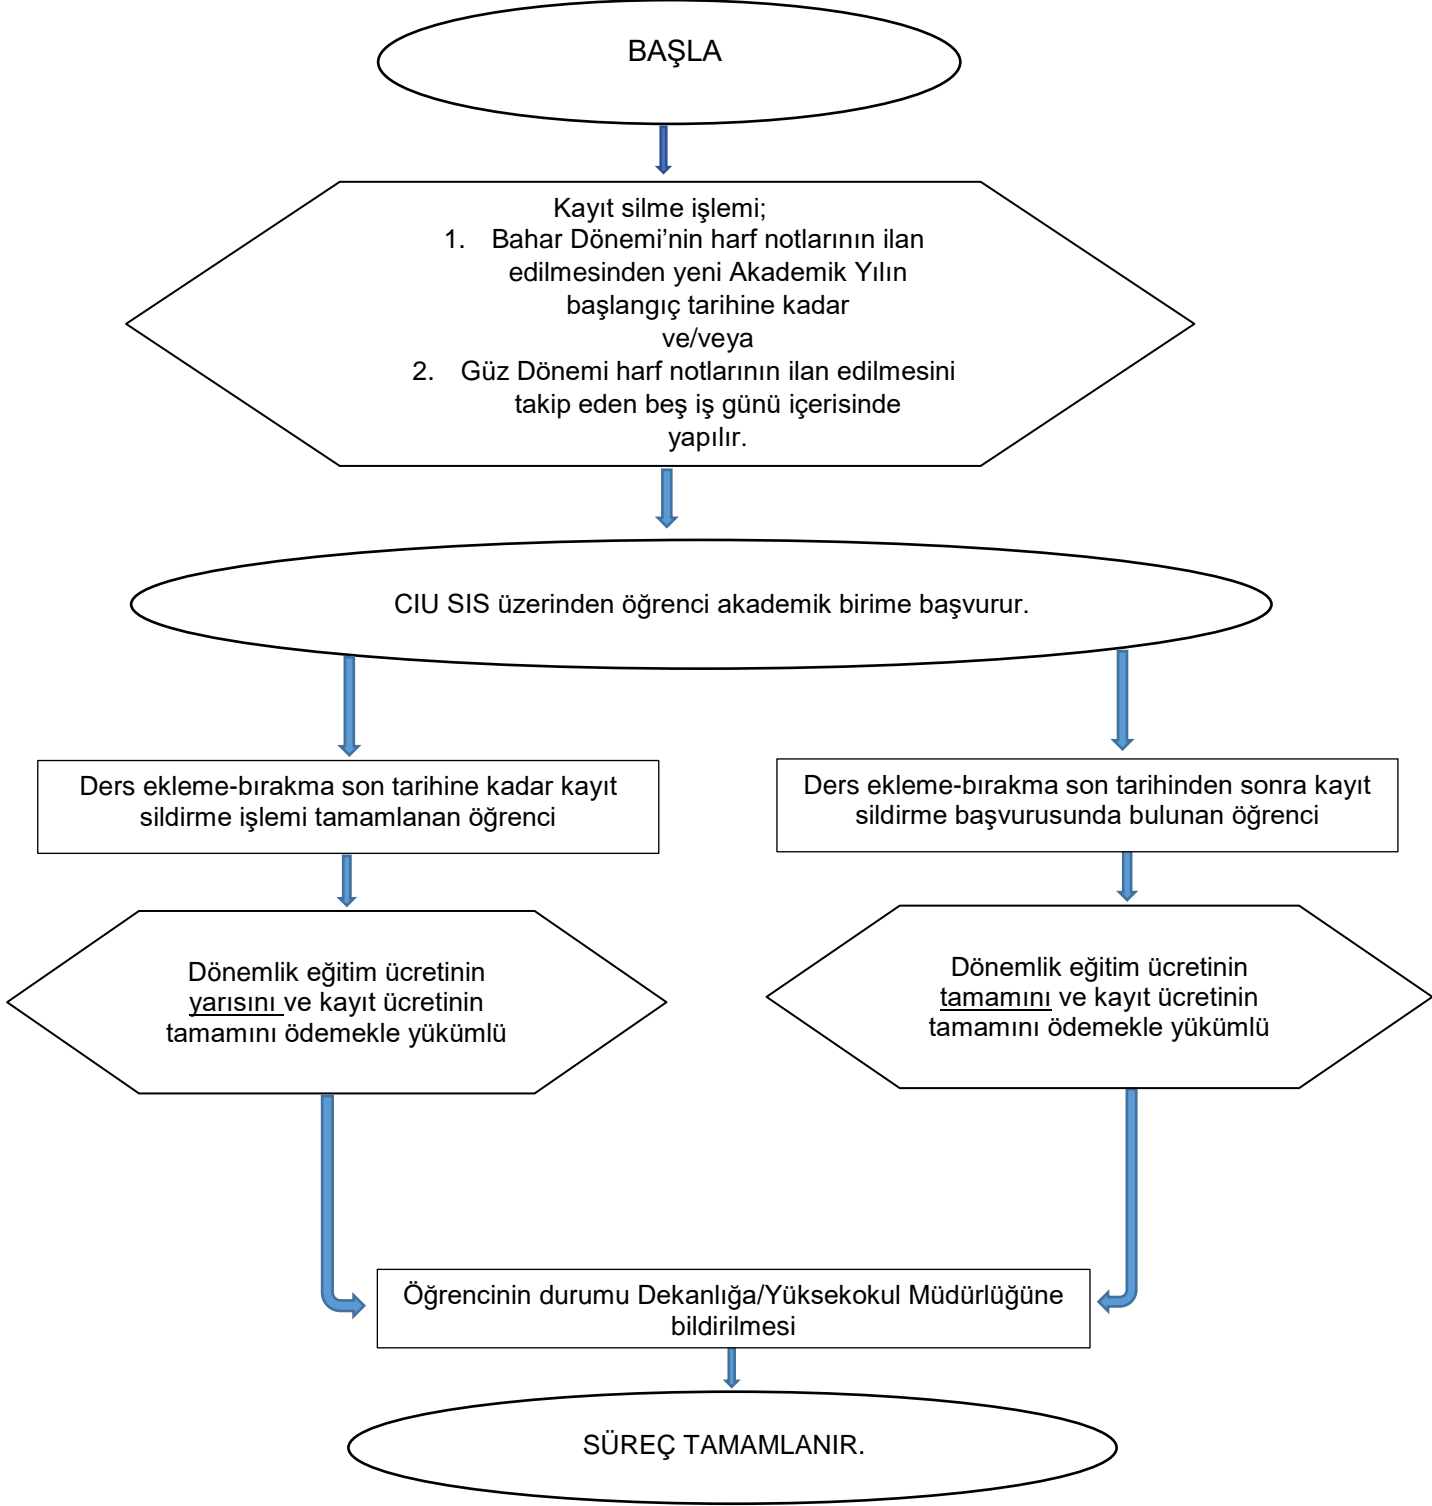 BAŞLA
Kayıt silme işlemi;
1. Bahar Dönemi’nin harf notlarının ilan
edilmesinden yeni Akademik Yılın
başlangıç tarihine kadar
ve/veya
2. Güz Dönemi harf notlarının ilan edilmesini
takip eden beş iş günü içerisinde
yapılır.
CIU SIS üzerinden öğrenci akademik birime başvurur.
Ders ekleme-bırakma son tarihine kadar kayıt
sildirme işlemi tamamlanan öğrenci
Ders ekleme-bırakma son tarihinden sonra kayıt
sildirme başvurusunda bulunan öğrenci
Dönemlik eğitim ücretinin
yarısını ve kayıt ücretinin
tamamını ödemekle yükümlü
Dönemlik eğitim ücretinin
tamamını ve kayıt ücretinin
tamamını ödemekle yükümlü
Öğrencinin durumu Dekanlığa/Yüksekokul Müdürlüğüne
bildirilmesi
SÜREÇ TAMAMLANIR.